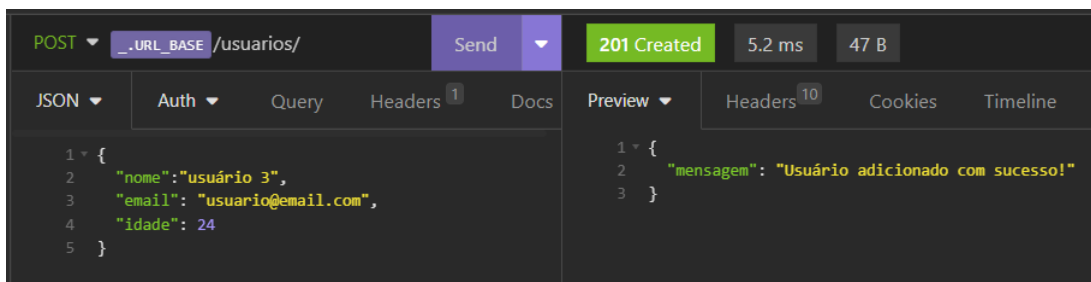 POST _.URL_BASE /usuarios/ Send
JSON Auth Query Headers 1 Docs
1 {
2 "nome":"usuário 3",
3 "email": "usuario@email.com",
4 "idade": 24
5 }
201 Created 5.2 ms 47 B
Preview Headers 10 Cookies Timeline
1 {
2 "mensagem": "Usuário adicionado com sucesso!"
3 }